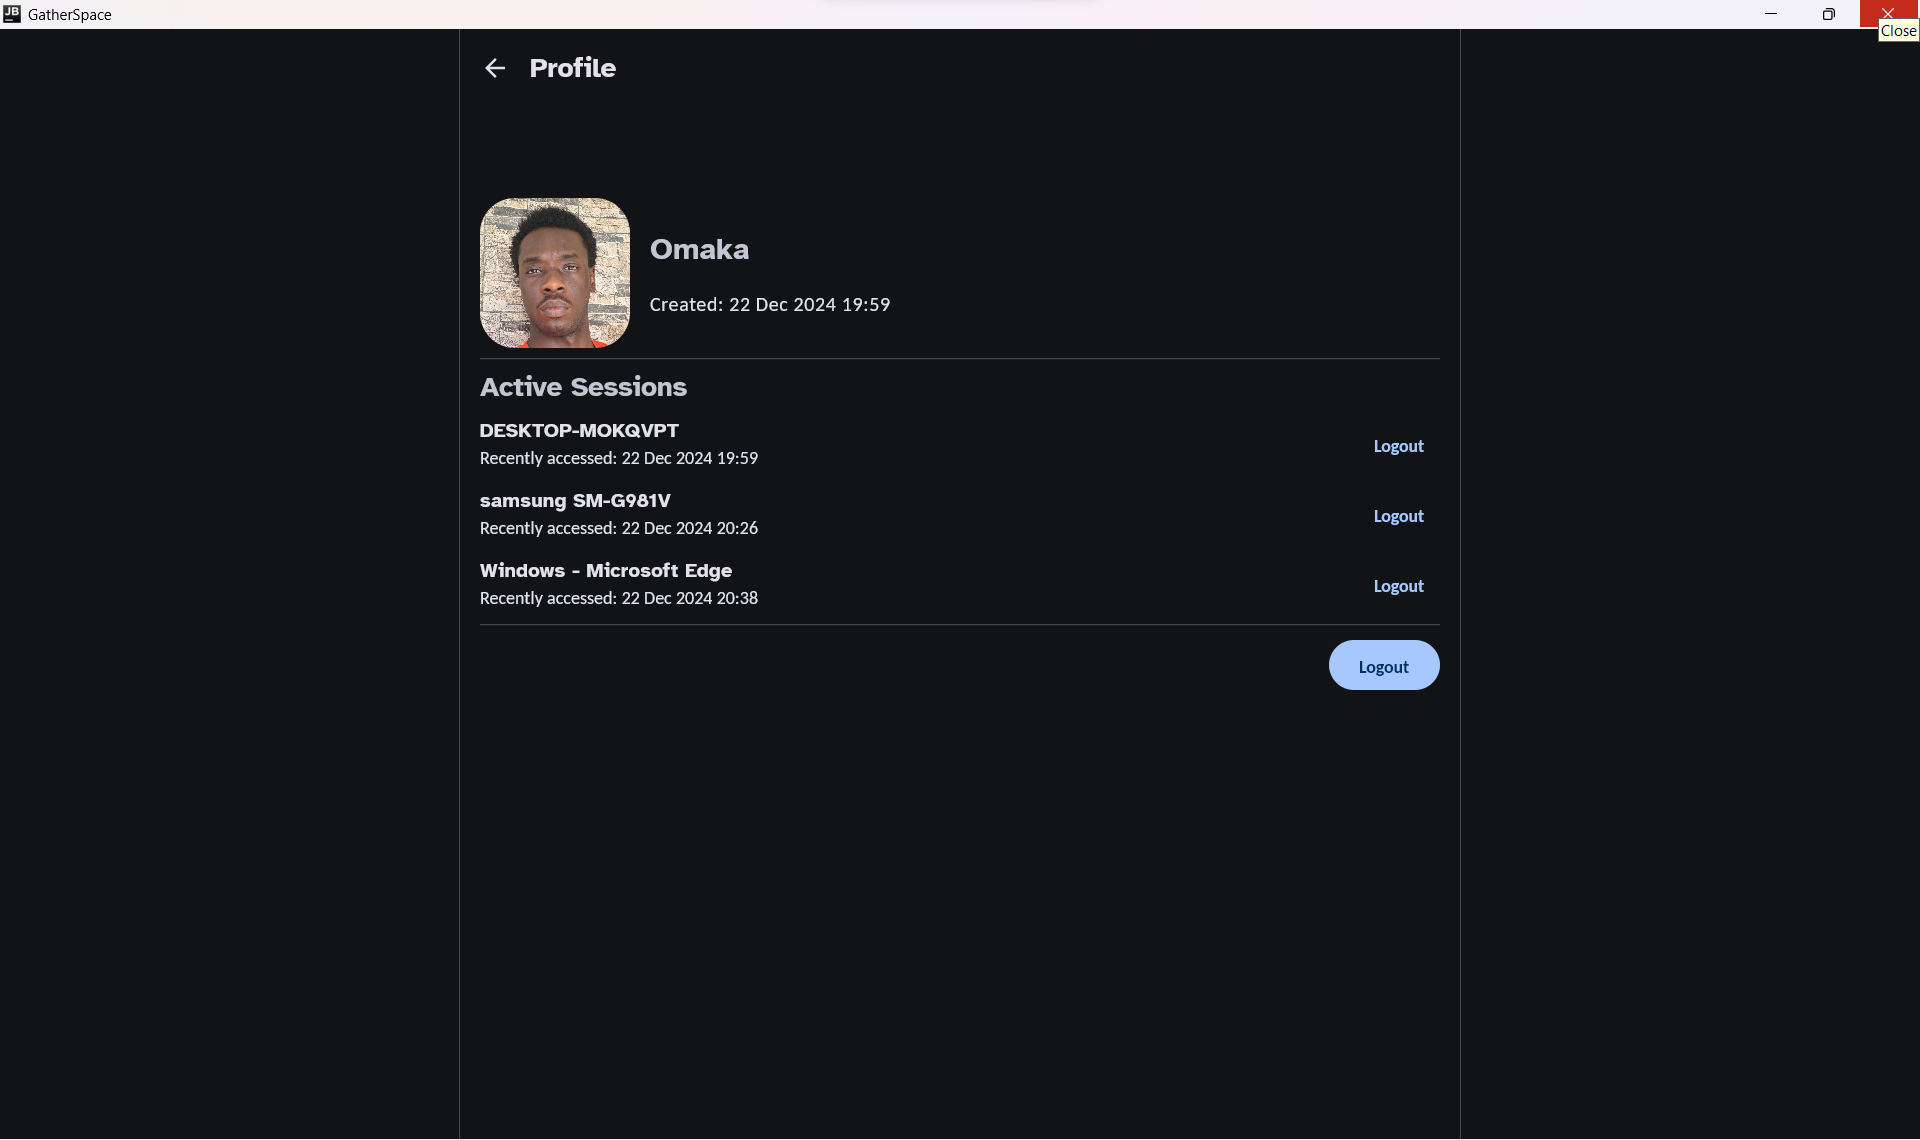 JB GatherSpace
Close
Profile
Omaka
Created: 22 Dec 2024 19:59
Active Sessions
DESKTOP-MOKQVPT
Recently accessed: 22 Dec 2024 19:59
Logout
samsung SM-G981V
Recently accessed: 22 Dec 2024 20:26
Logout
Windows - Microsoft Edge
Recently accessed: 22 Dec 2024 20:38
Logout
Logout